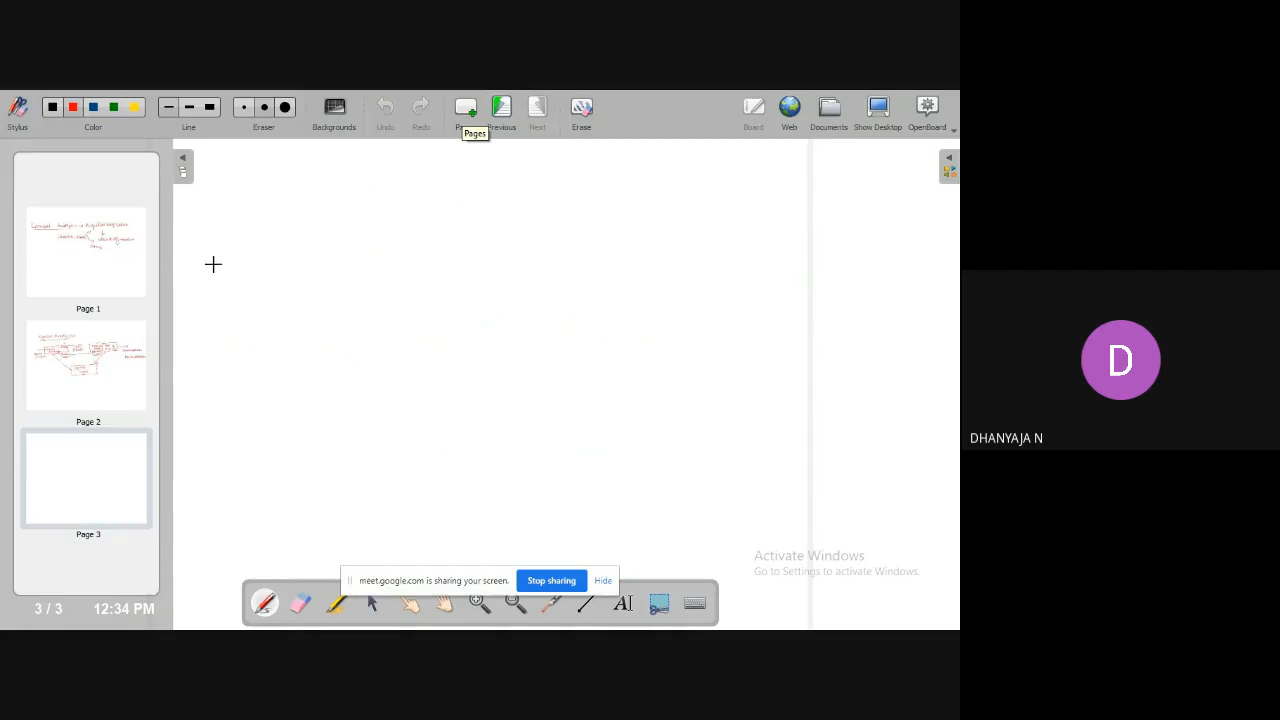 Stylus Color Line Eraser Backgrounds Undo Redo Previous Next Erase Board Web Documents Show Desktop OpenBoard
Pages
Page 1
Page 2
Page 3
3 / 3 12:34 PM
Activate Windows
Go to Settings to activate Windows.
meet.google.com is sharing your screen. Stop sharing Hide
D
DHANYAJA N